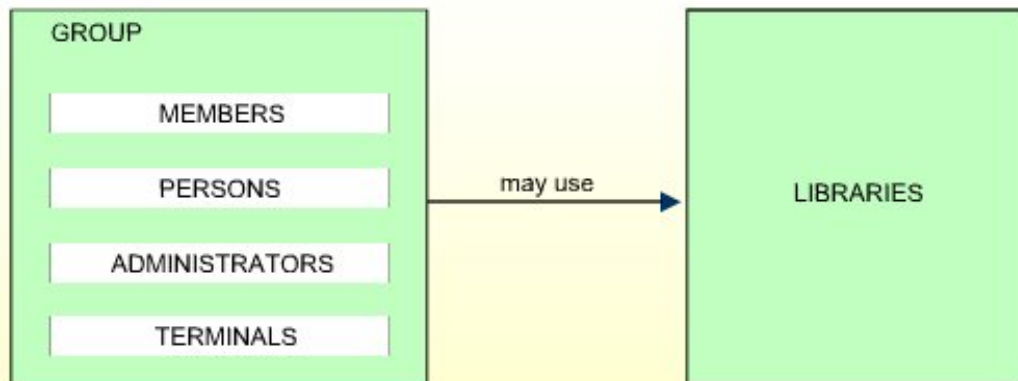 GROUP
MEMBERS
PERSONS
ADMINISTRATORS
TERMINALS
may use
LIBRARIES